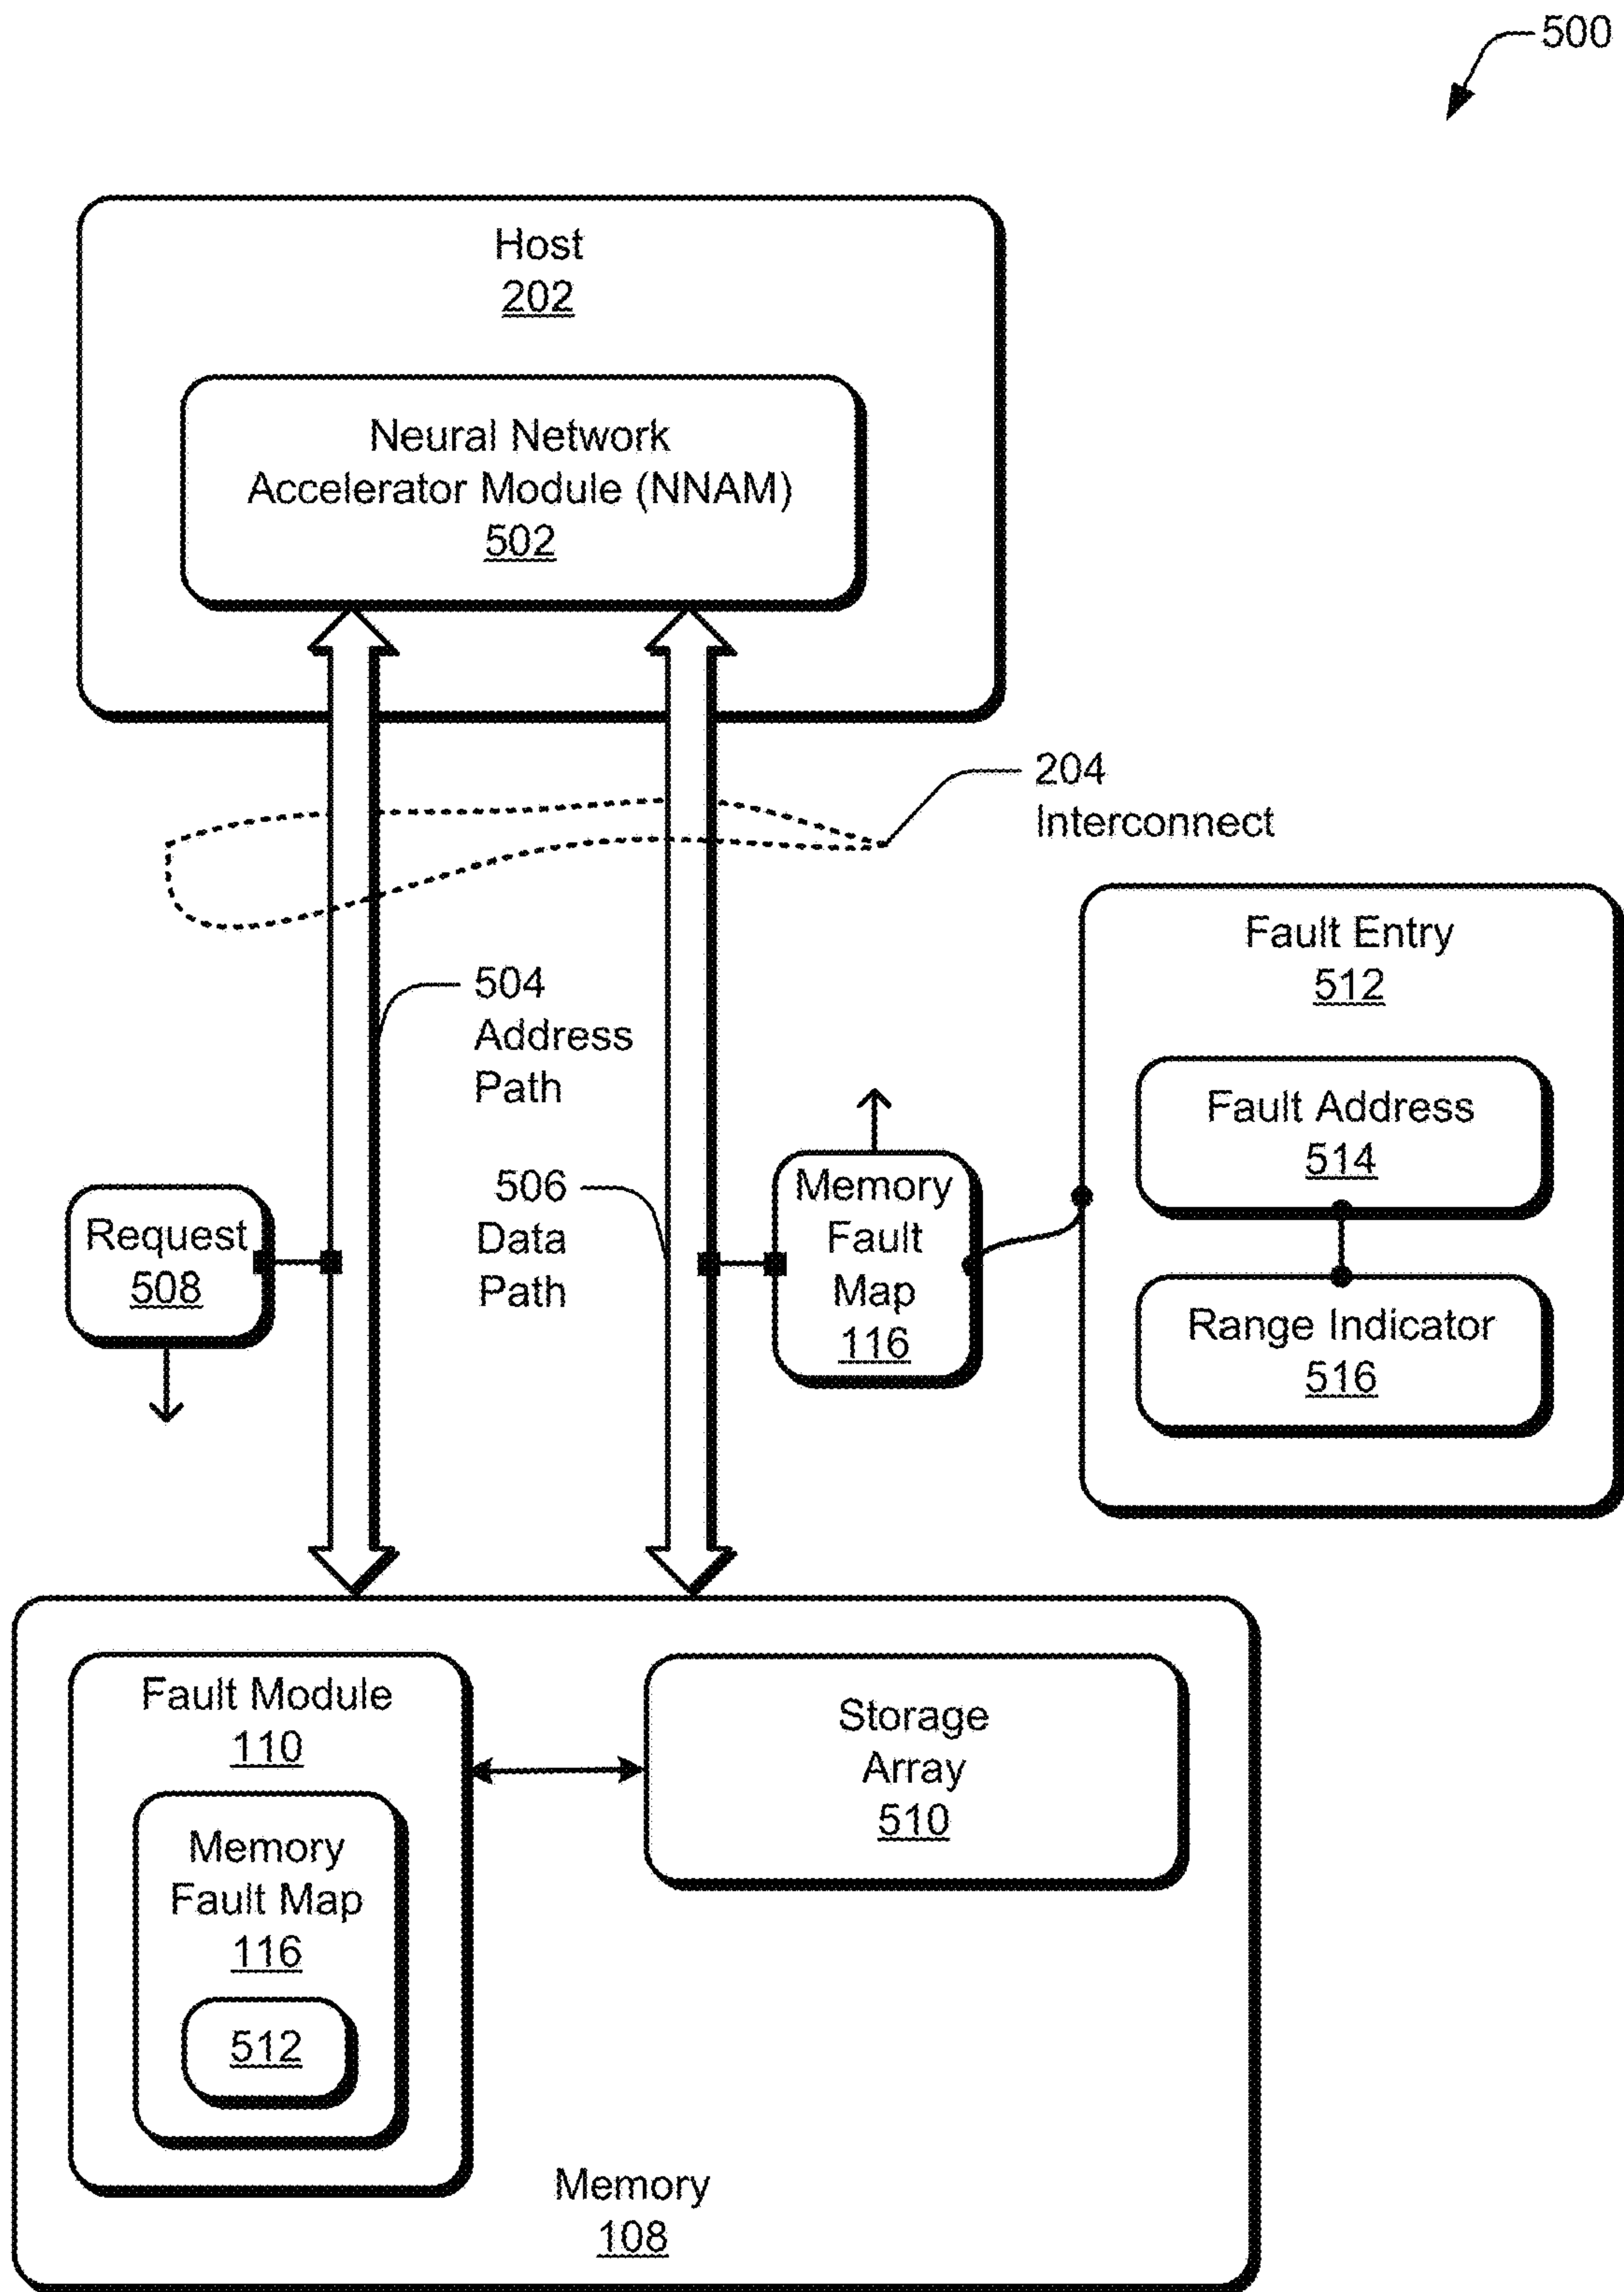 500
Host
202
Neural Network
Accelerator Module (NNAM)
502
204
Interconnect
Fault Entry
512
Fault Address
514
Range Indicator
516
504
Address
Path
506
Data
Path
Request
508
Memory
Fault
Map
116
Fault Module
110
Memory
Fault Map
116
512
Storage
Array
510
Memory
108